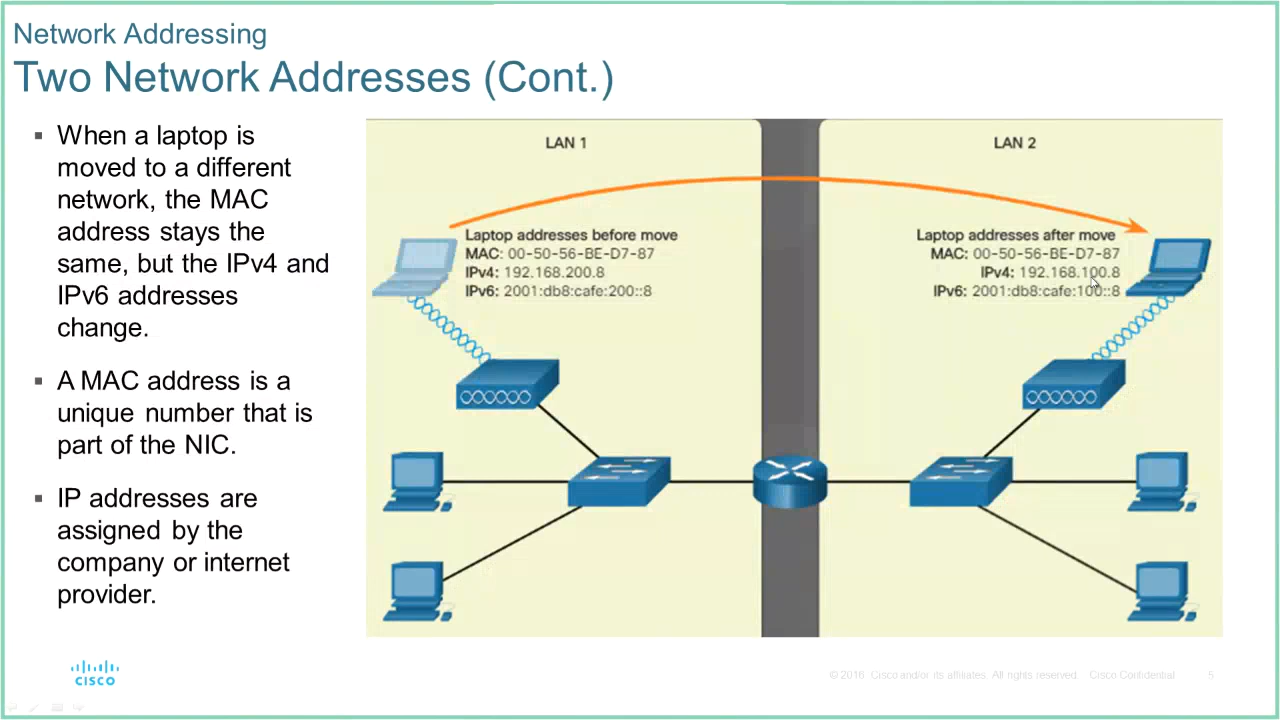 Network Addressing
Two Network Addresses (Cont.)
▪ When a laptop is
moved to a different
network, the MAC
address stays the
same, but the IPv4 and
IPv6 addresses
change.
▪ A MAC address is a
unique number that is
part of the NIC.
▪ IP addresses are
assigned by the
company or internet
provider.
LAN 1
Laptop addresses before move
MAC: 00-50-56-BE-D7-87
IPv4: 192.168.200.8
IPv6: 2001:db8:cafe:200::8
LAN 2
Laptop addresses after move
MAC: 00-50-56-BE-D7-87
IPv4: 192.168.100.8
IPv6: 2001:db8:cafe:100::8
CISCO
© 2016 Cisco and/or its affiliates. All rights reserved. Cisco Confidential 5